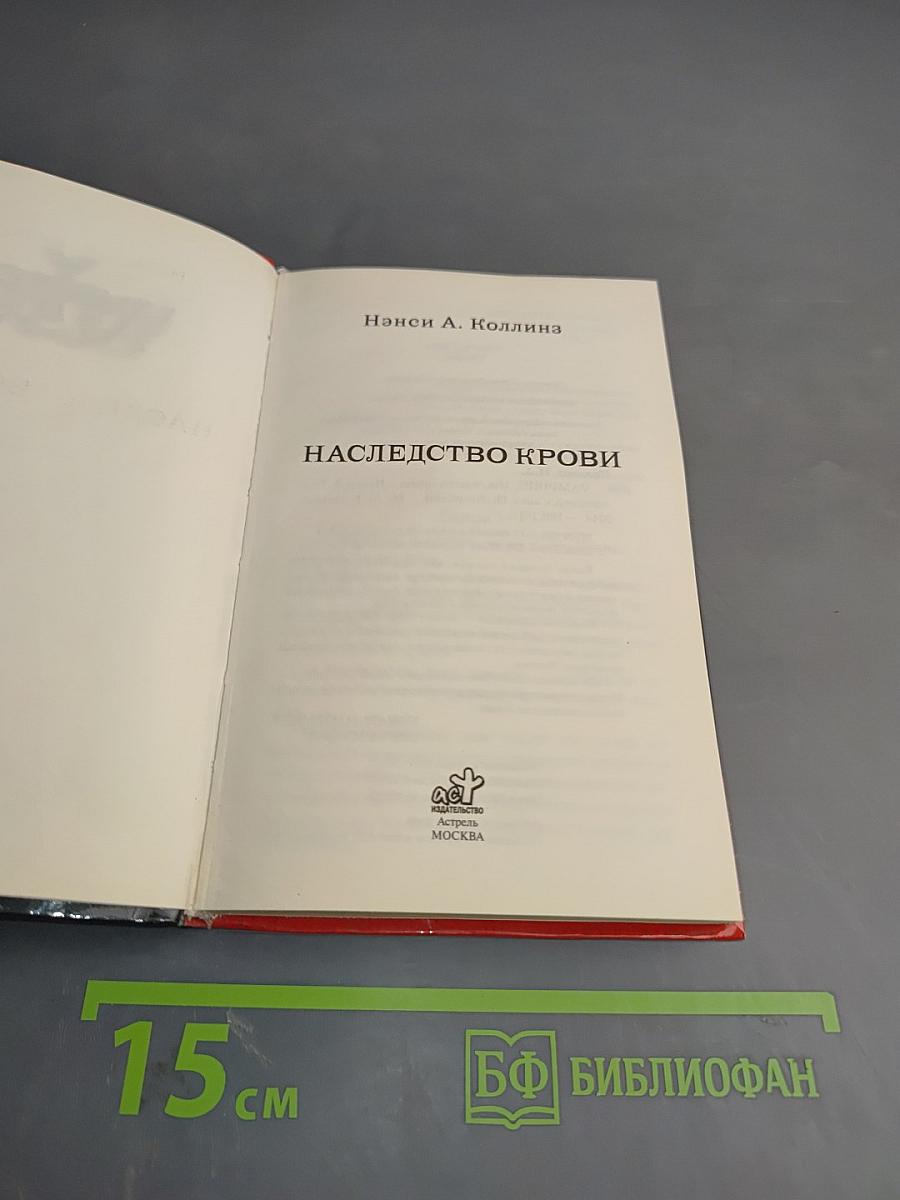 Нэнси А. Коллинз
НАСЛЕДСТВО КРОВИ
аст
ИЗДАТЕЛЬСТВО
Астрель
МОСКВА
15 см
БФ БИБЛИОФАН